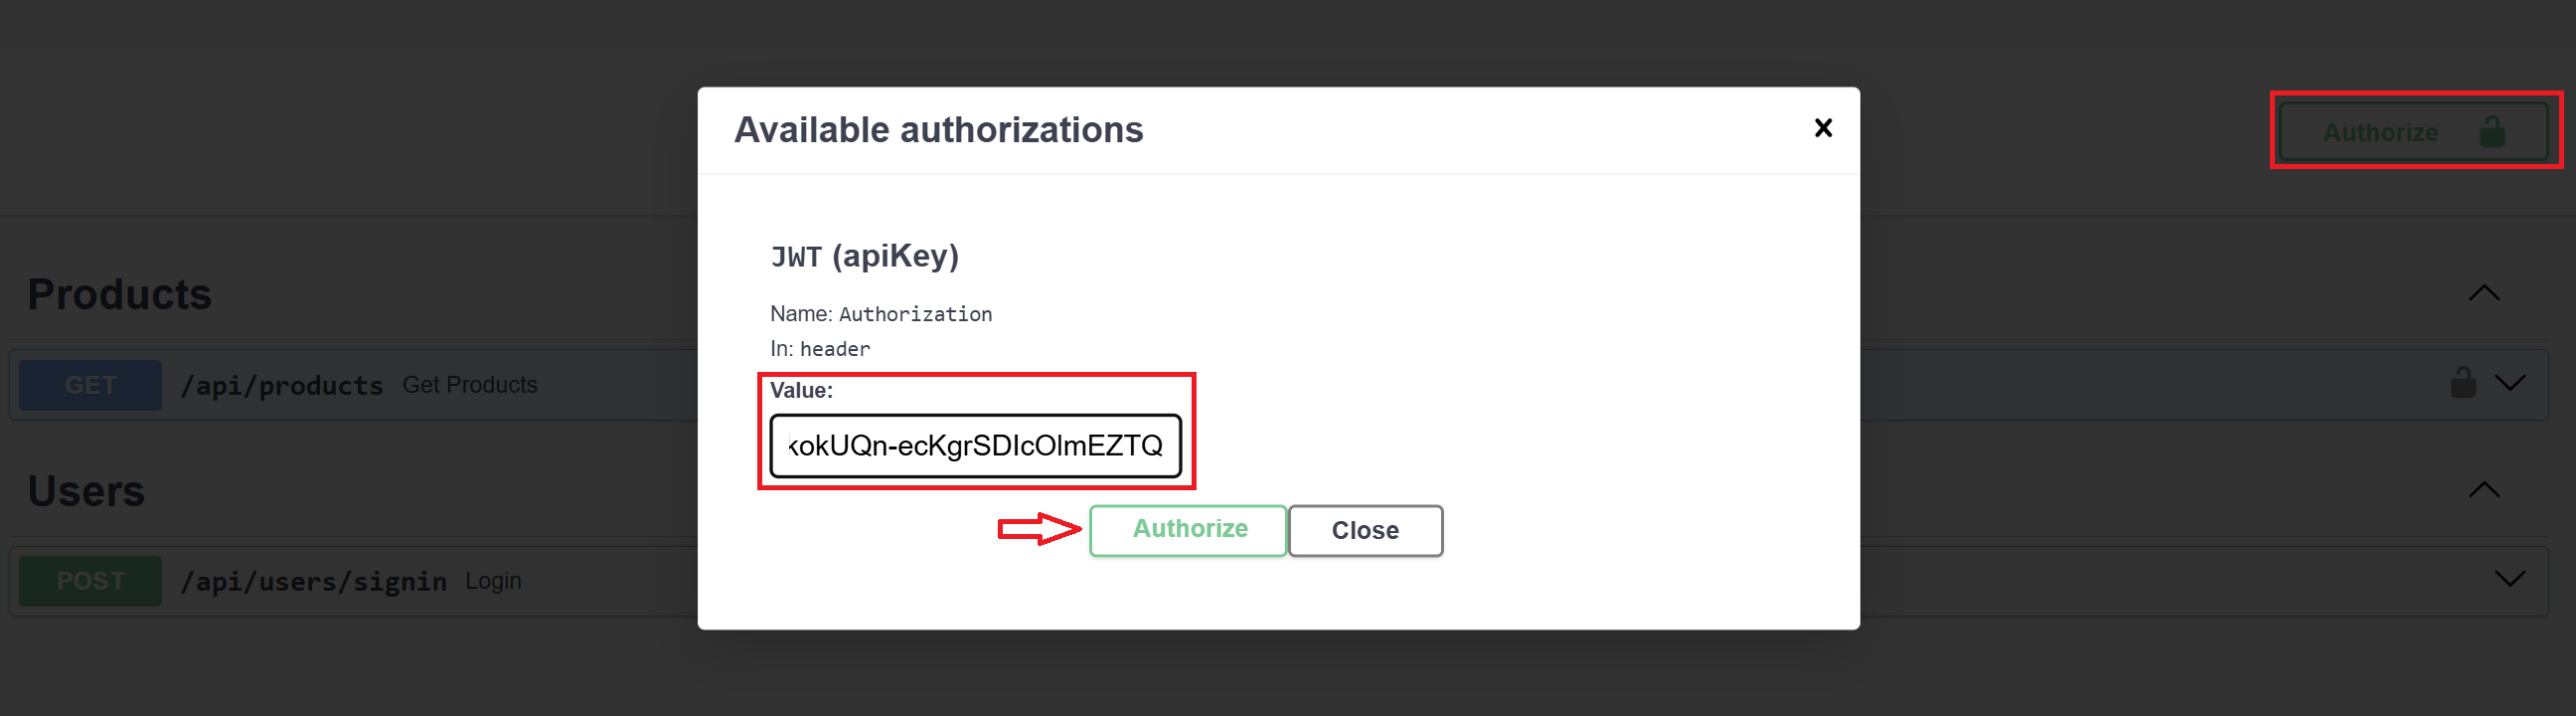 Available authorizations
Authorize
JWT (apiKey)
Products
Name: Authorization
In: header
GET /api/products Get Products
Value:
kokUQn-ecKgrSDIcOlmEZTQ
Users
Authorize
Close
POST /api/users/signin Login